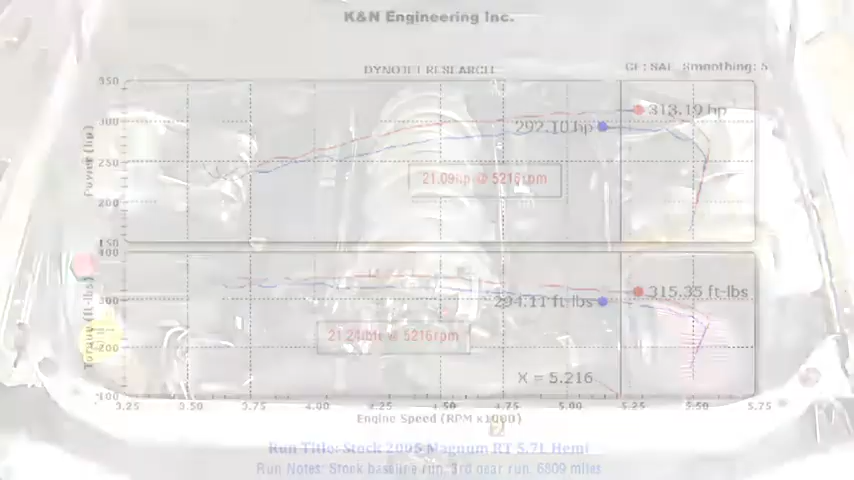 K&N Engineering Inc.
DYNOJET RESEARCH
CF: SAE Smoothing: 5
350
300
250
200
150
Power (hp)
313.19 hp
292.10 hp
21.09hp @ 5216rpm
400
300
200
100
Torque (ft-lbs)
315.35 ft-lbs
294.11 ft-lbs
21.24lbft @ 5216rpm
X = 5.216
3.25 3.50 3.75 4.00 4.25 4.50 4.75 5.00 5.25 5.50 5.75
Engine Speed (RPM x1000)
Run Title: Stock 2005 Magnum RT 5.7L Hemi
Run Notes: Stock baseline run. 3rd gear run. 6809 miles